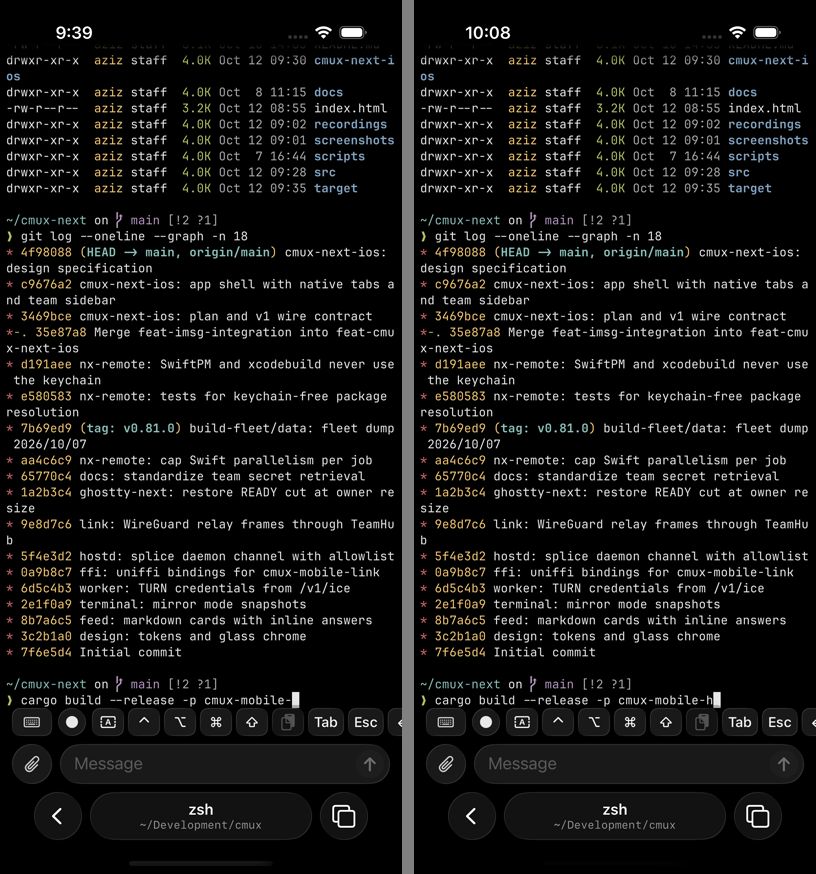 9:39
drwxr-xr-x aziz staff 4.0K Oct 12 09:30 cmux-next-i
os
drwxr-xr-x aziz staff 4.0K Oct 8 11:15 docs
-rw-r--r-- aziz staff 3.2K Oct 12 08:55 index.html
drwxr-xr-x aziz staff 4.0K Oct 12 09:02 recordings
drwxr-xr-x aziz staff 4.0K Oct 12 09:01 screenshots
drwxr-xr-x aziz staff 4.0K Oct 7 16:44 scripts
drwxr-xr-x aziz staff 4.0K Oct 12 09:28 src
drwxr-xr-x aziz staff 4.0K Oct 12 09:35 target
~/cmux-next on main [!2 ?1]
❯ git log --oneline --graph -n 18
* 4f98088 (HEAD -> main, origin/main) cmux-next-ios:
design specification
* c9676a2 cmux-next-ios: app shell with native tabs a
nd team sidebar
* 3469bce cmux-next-ios: plan and v1 wire contract
*-. 35e87a8 Merge feat-imsg-integration into feat-cmu
x-next-ios
* d191aee nx-remote: SwiftPM and xcodebuild never use
the keychain
* e580583 nx-remote: tests for keychain-free package
resolution
* 7b69ed9 (tag: v0.81.0) build-fleet/data: fleet dump
2026/10/07
* aa4c6c9 nx-remote: cap Swift parallelism per job
* 65770c4 docs: standardize team secret retrieval
* 1a2b3c4 ghostty-next: restore READY cut at owner re
size
* 9e8d7c6 link: WireGuard relay frames through TeamHu
b
* 5f4e3d2 hostd: splice daemon channel with allowlist
* 0a9b8c7 ffi: uniffi bindings for cmux-mobile-link
* 6d5c4b3 worker: TURN credentials from /v1/ice
* 2e1f0a9 terminal: mirror mode snapshots
* 8b7a6c5 feed: markdown cards with inline answers
* 3c2b1a0 design: tokens and glass chrome
* 7f6e5d4 Initial commit
~/cmux-next on main [!2 ?1]
❯ cargo build --release -p cmux-mobile-
A Tab Esc
Message
zsh
~/Development/cmux
10:08
drwxr-xr-x aziz staff 4.0K Oct 12 09:30 cmux-next-i
os
drwxr-xr-x aziz staff 4.0K Oct 8 11:15 docs
-rw-r--r-- aziz staff 3.2K Oct 12 08:55 index.html
drwxr-xr-x aziz staff 4.0K Oct 12 09:02 recordings
drwxr-xr-x aziz staff 4.0K Oct 12 09:01 screenshots
drwxr-xr-x aziz staff 4.0K Oct 7 16:44 scripts
drwxr-xr-x aziz staff 4.0K Oct 12 09:28 src
drwxr-xr-x aziz staff 4.0K Oct 12 09:35 target
~/cmux-next on main [!2 ?1]
❯ git log --oneline --graph -n 18
* 4f98088 (HEAD -> main, origin/main) cmux-next-ios:
design specification
* c9676a2 cmux-next-ios: app shell with native tabs a
nd team sidebar
* 3469bce cmux-next-ios: plan and v1 wire contract
*-. 35e87a8 Merge feat-imsg-integration into feat-cmu
x-next-ios
* d191aee nx-remote: SwiftPM and xcodebuild never use
the keychain
* e580583 nx-remote: tests for keychain-free package
resolution
* 7b69ed9 (tag: v0.81.0) build-fleet/data: fleet dump
2026/10/07
* aa4c6c9 nx-remote: cap Swift parallelism per job
* 65770c4 docs: standardize team secret retrieval
* 1a2b3c4 ghostty-next: restore READY cut at owner re
size
* 9e8d7c6 link: WireGuard relay frames through TeamHu
b
* 5f4e3d2 hostd: splice daemon channel with allowlist
* 0a9b8c7 ffi: uniffi bindings for cmux-mobile-link
* 6d5c4b3 worker: TURN credentials from /v1/ice
* 2e1f0a9 terminal: mirror mode snapshots
* 8b7a6c5 feed: markdown cards with inline answers
* 3c2b1a0 design: tokens and glass chrome
* 7f6e5d4 Initial commit
~/cmux-next on main [!2 ?1]
❯ cargo build --release -p cmux-mobile-h
A Tab Esc
Message
zsh
~/Development/cmux